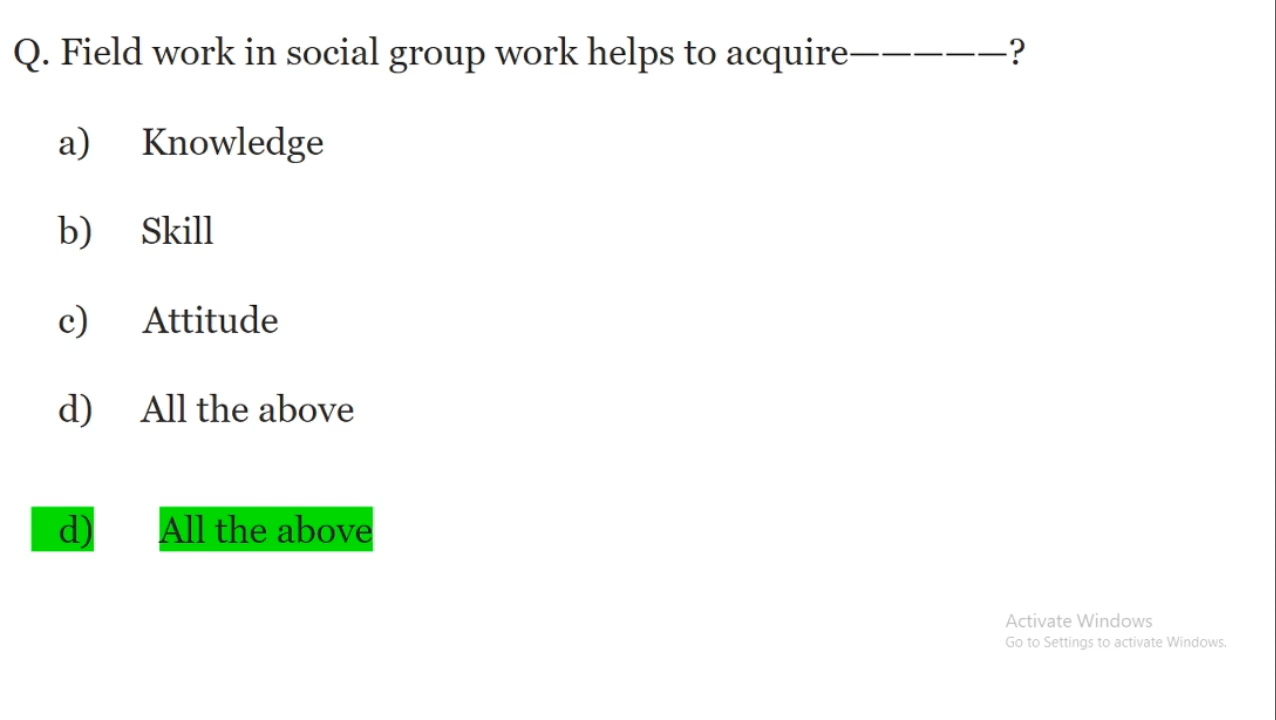 Q. Field work in social group work helps to acquire—————?
a) Knowledge
b) Skill
c) Attitude
d) All the above
d) All the above
Activate Windows
Go to Settings to activate Windows.